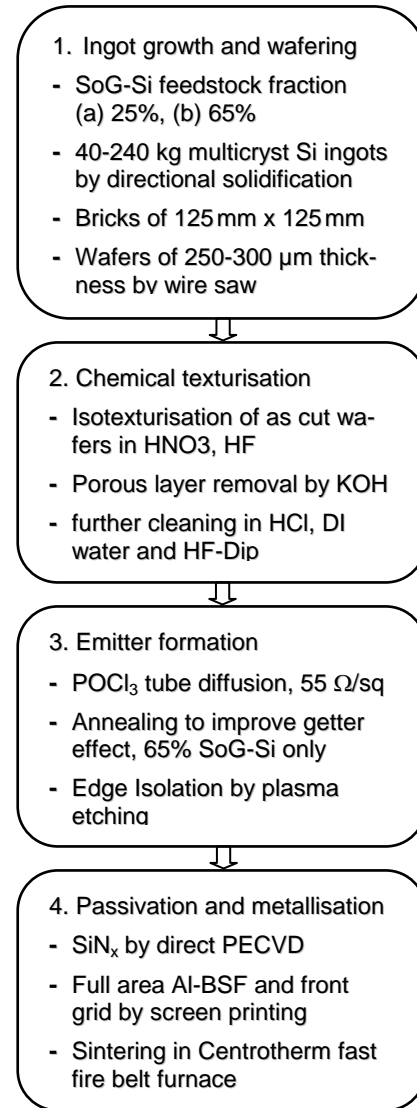 1. Ingot growth and wafering
- SoG-Si feedstock fraction
(a) 25%, (b) 65%
- 40-240 kg multicryst Si ingots
by directional solidification
- Bricks of 125 mm x 125 mm
- Wafers of 250-300 µm thick-
ness by wire saw
2. Chemical texturisation
- Isotexturisation of as cut wa-
fers in HNO3, HF
- Porous layer removal by KOH
- further cleaning in HCl, DI
water and HF-Dip
3. Emitter formation
- POCl₃ tube diffusion, 55 Ω/sq
- Annealing to improve getter
effect, 65% SoG-Si only
- Edge Isolation by plasma
etching
4. Passivation and metallisation
- SiNₓ by direct PECVD
- Full area Al-BSF and front
grid by screen printing
- Sintering in Centrotherm fast
fire belt furnace